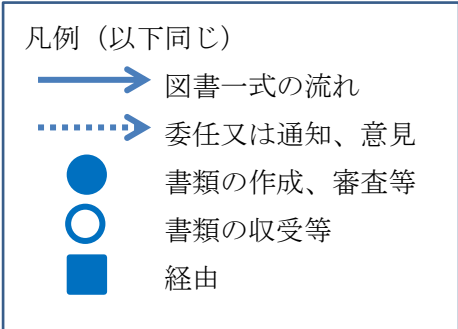 凡例（以下同じ）
図書一式の流れ
委任又は通知、意見
書類の作成、審査等
書類の収受等
経由